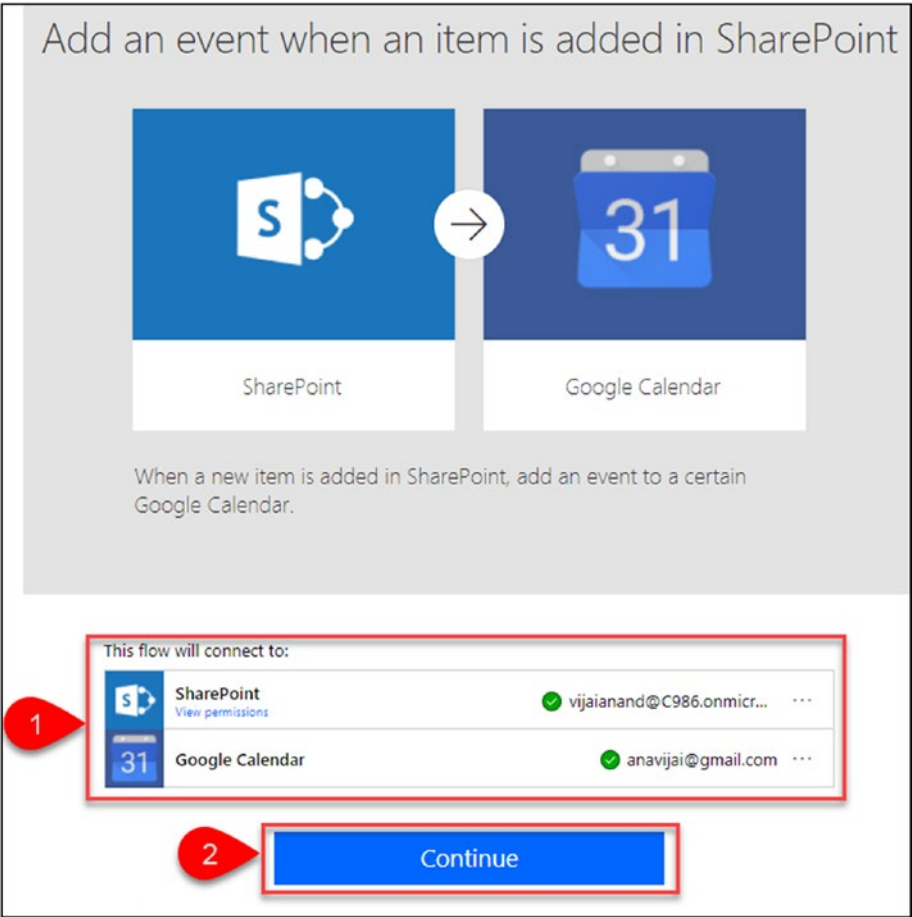 Add an event when an item is added in SharePoint
S
31
SharePoint
Google Calendar
When a new item is added in SharePoint, add an event to a certain
Google Calendar.
This flow will connect to:
S
SharePoint
vijaianand@C986.onmicr... ...
View permissions
1
31
Google Calendar
anavijai@gmail.com ...
2
Continue